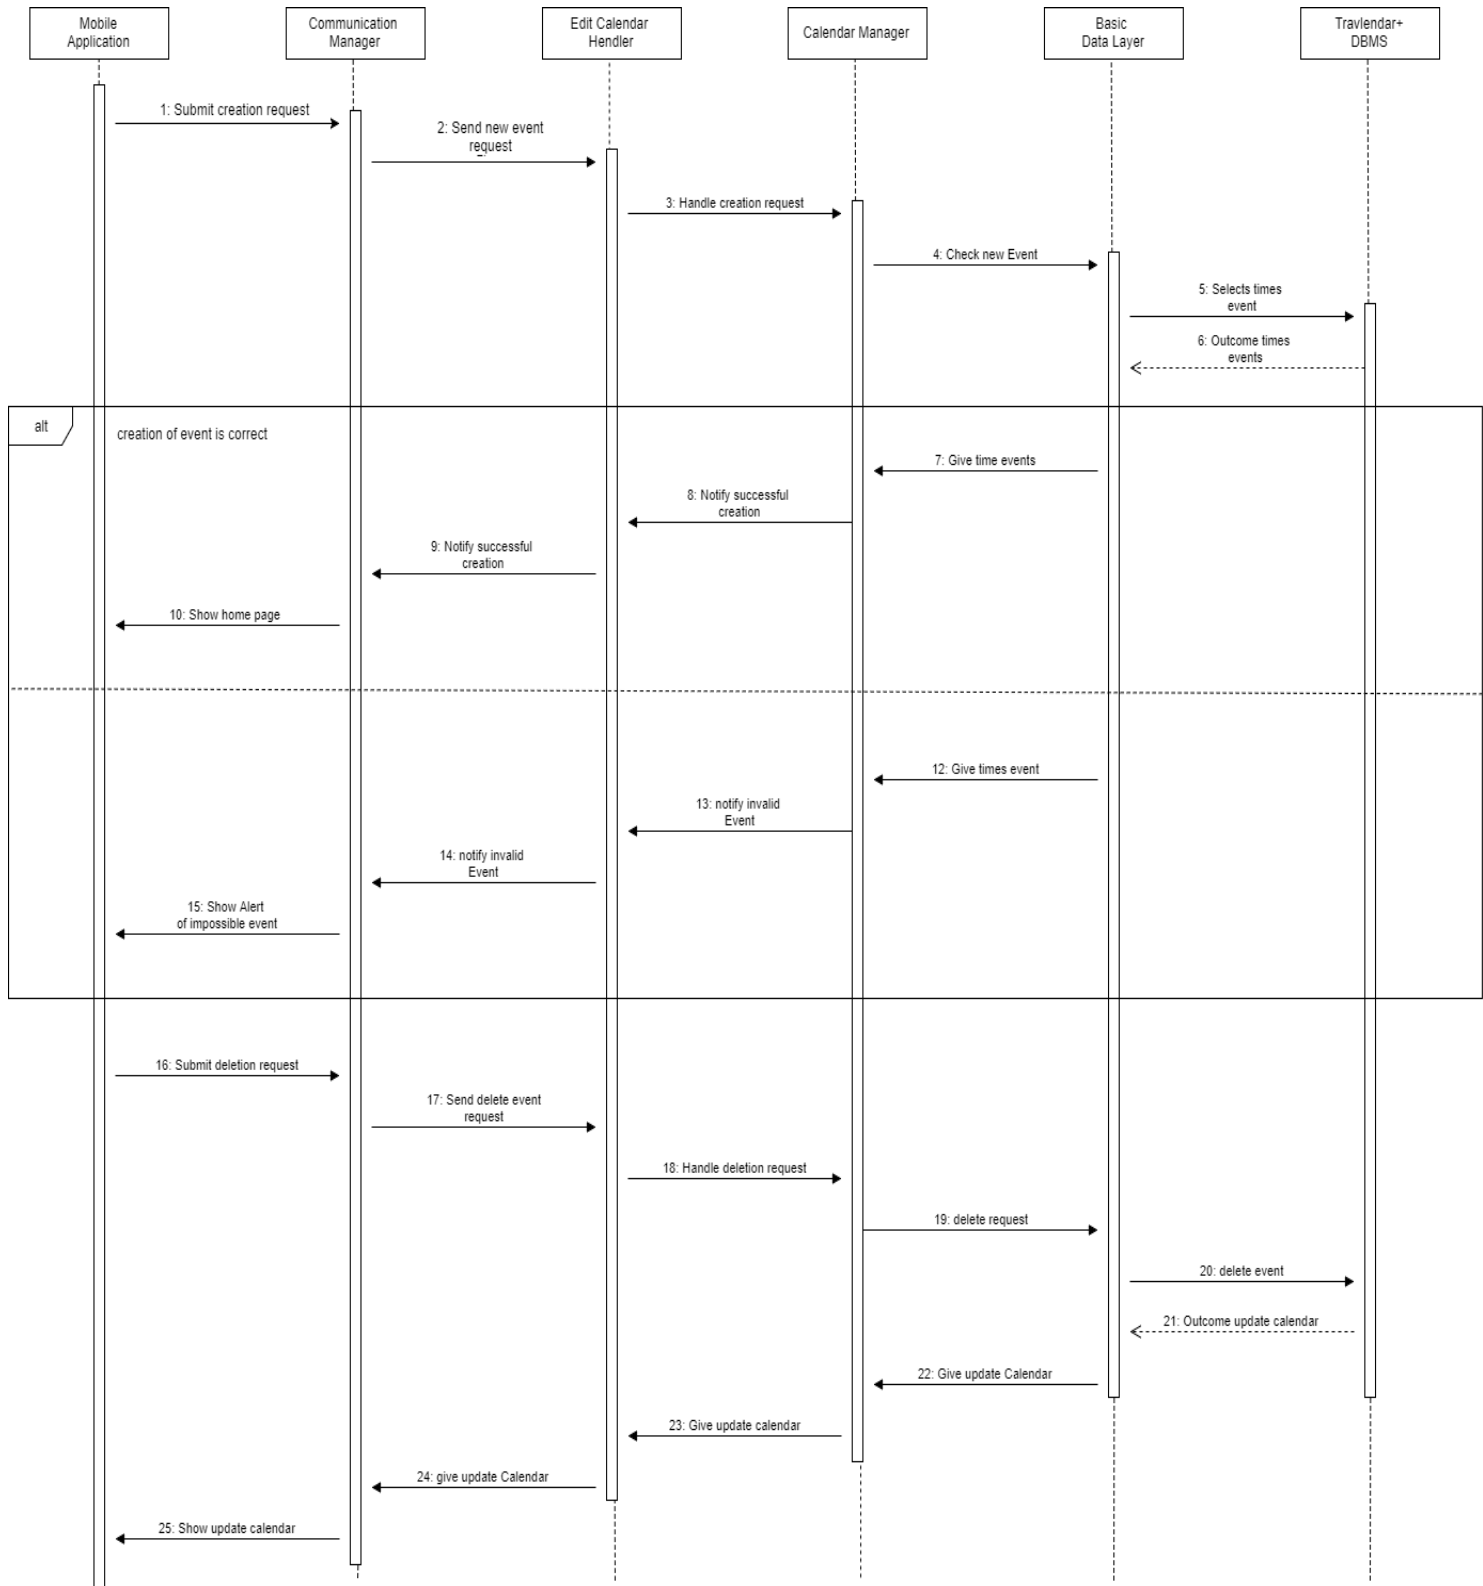 Mobile
Application
Communication
Manager
Edit Calendar
Hendler
Calendar Manager
Basic
Data Layer
Travlendar+
DBMS
1: Submit creation request
2: Send new event
request
3: Handle creation request
4: Check new Event
5: Selects times
event
6: Outcome times
events
alt
creation of event is correct
7: Give time events
8: Notify successful
creation
9: Notify successful
creation
10: Show home page
12: Give times event
13: notify invalid
Event
14: notify invalid
Event
15: Show Alert
of impossible event
16: Submit deletion request
17: Send delete event
request
18: Handle deletion request
19: delete request
20: delete event
21: Outcome update calendar
22: Give update Calendar
23: Give update calendar
24: give update Calendar
25: Show update calendar